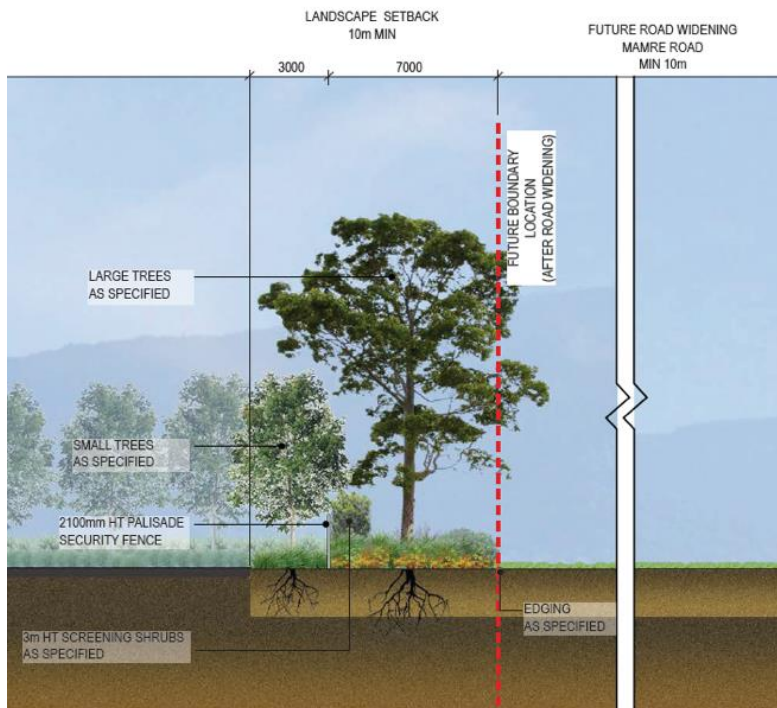 LANDSCAPE SETBACK
10m MIN
FUTURE ROAD WIDENING
MAMRE ROAD
MIN 10m
3000
7000
FUTURE BOUNDARY
LOCATION
(AFTER ROAD WIDENING)
LARGE TREES
AS SPECIFIED
SMALL TREES
AS SPECIFIED
2100mm HT PALISADE
SECURITY FENCE
EDGING
AS SPECIFIED
3m HT SCREENING SHRUBS
AS SPECIFIED